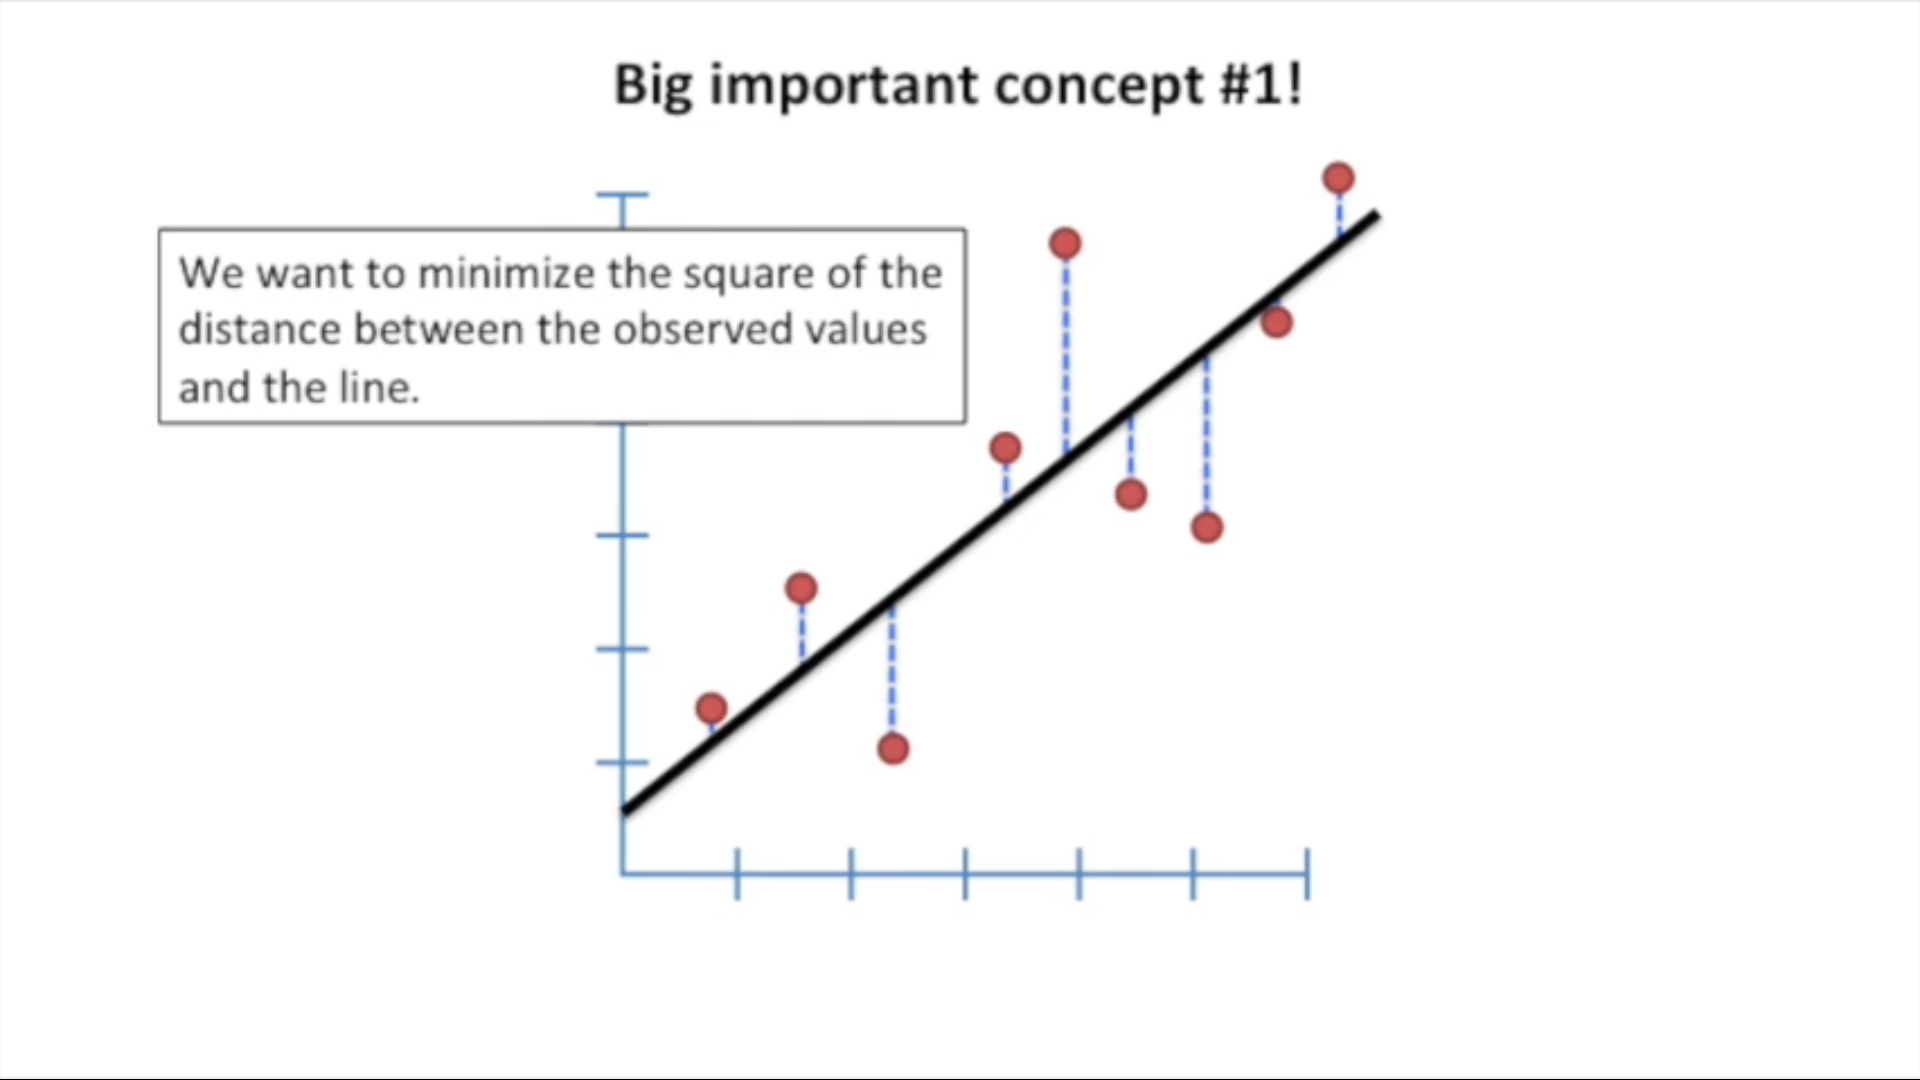 Big important concept #1!
We want to minimize the square of the
distance between the observed values
and the line.